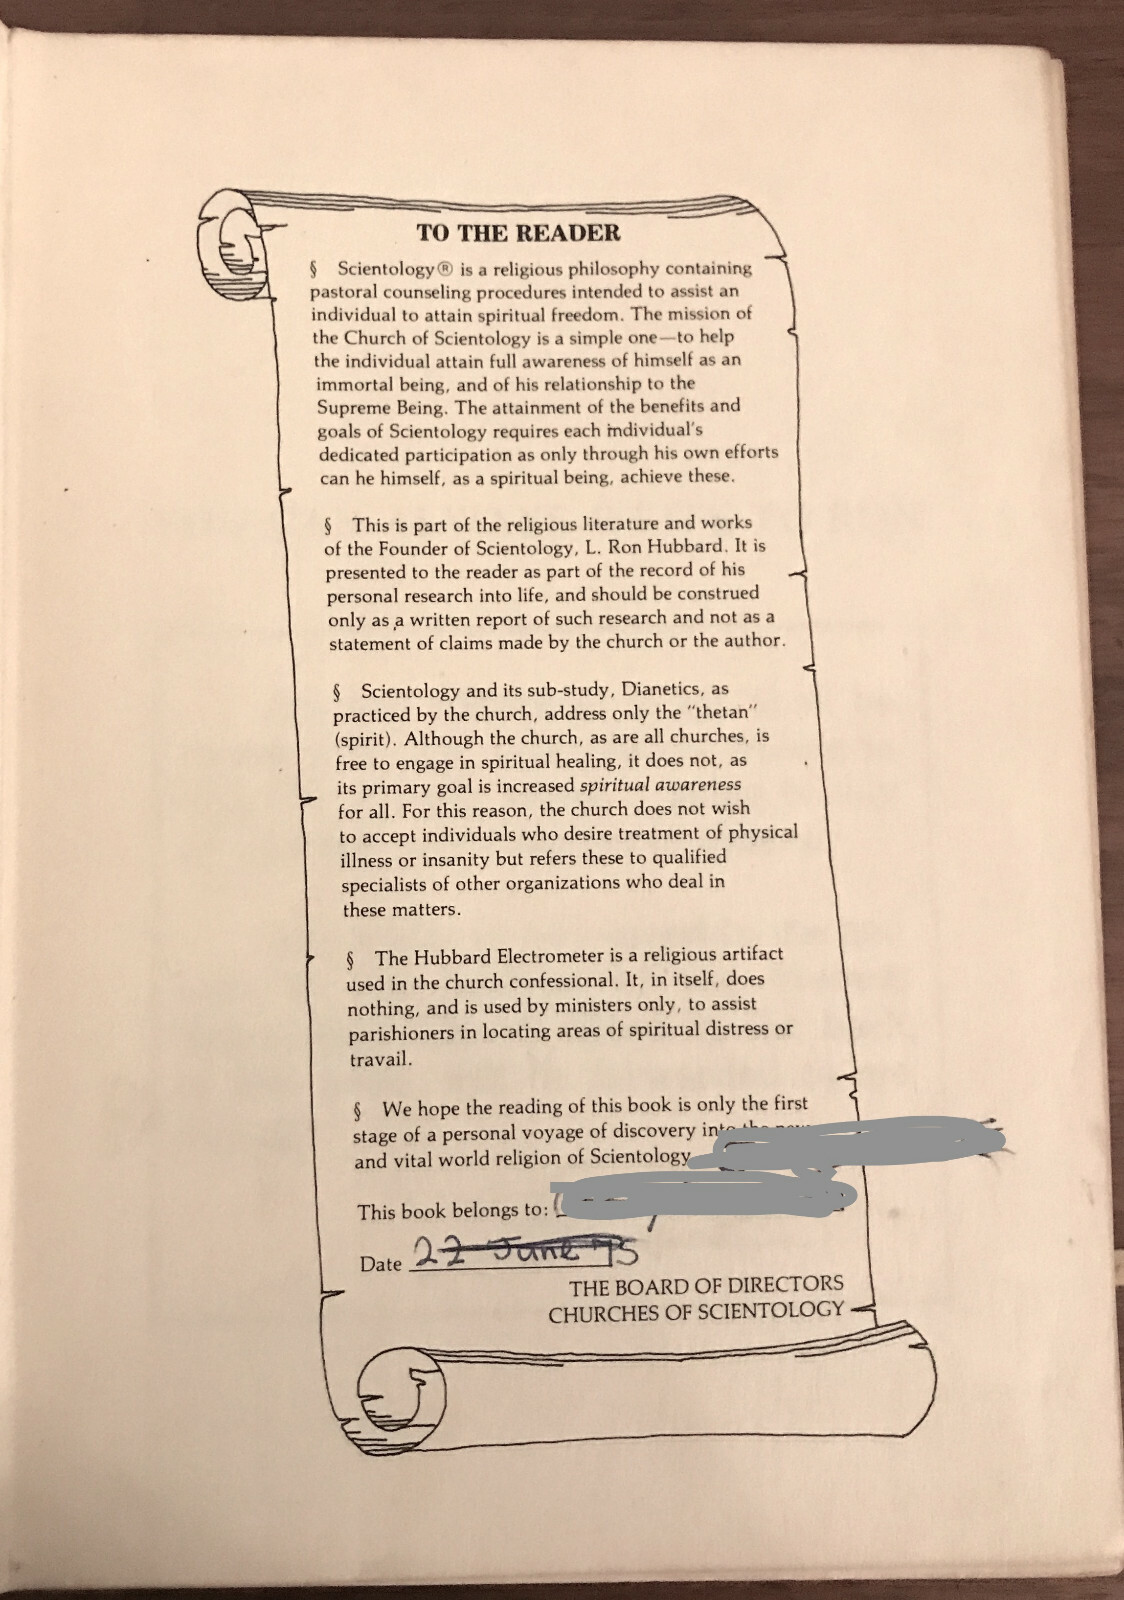 TO THE READER
§ Scientology® is a religious philosophy containing
pastoral counseling procedures intended to assist an
individual to attain spiritual freedom. The mission of
the Church of Scientology is a simple one—to help
the individual attain full awareness of himself as an
immortal being, and of his relationship to the
Supreme Being. The attainment of the benefits and
goals of Scientology requires each individual's
dedicated participation as only through his own efforts
can he himself, as a spiritual being, achieve these.
§ This is part of the religious literature and works
of the Founder of Scientology, L. Ron Hubbard. It is
presented to the reader as part of the record of his
personal research into life, and should be construed
only as a written report of such research and not as a
statement of claims made by the church or the author.
§ Scientology and its sub-study, Dianetics, as
practiced by the church, address only the "thetan"
(spirit). Although the church, as are all churches, is
free to engage in spiritual healing, it does not, as
its primary goal is increased spiritual awareness
for all. For this reason, the church does not wish
to accept individuals who desire treatment of physical
illness or insanity but refers these to qualified
specialists of other organizations who deal in
these matters.
§ The Hubbard Electrometer is a religious artifact
used in the church confessional. It, in itself, does
nothing, and is used by ministers only, to assist
parishioners in locating areas of spiritual distress or
travail.
§ We hope the reading of this book is only the first
stage of a personal voyage of discovery into the new
and vital world religion of Scientology
This book belongs to:
Date 22 June 75
THE BOARD OF DIRECTORS
CHURCHES OF SCIENTOLOGY